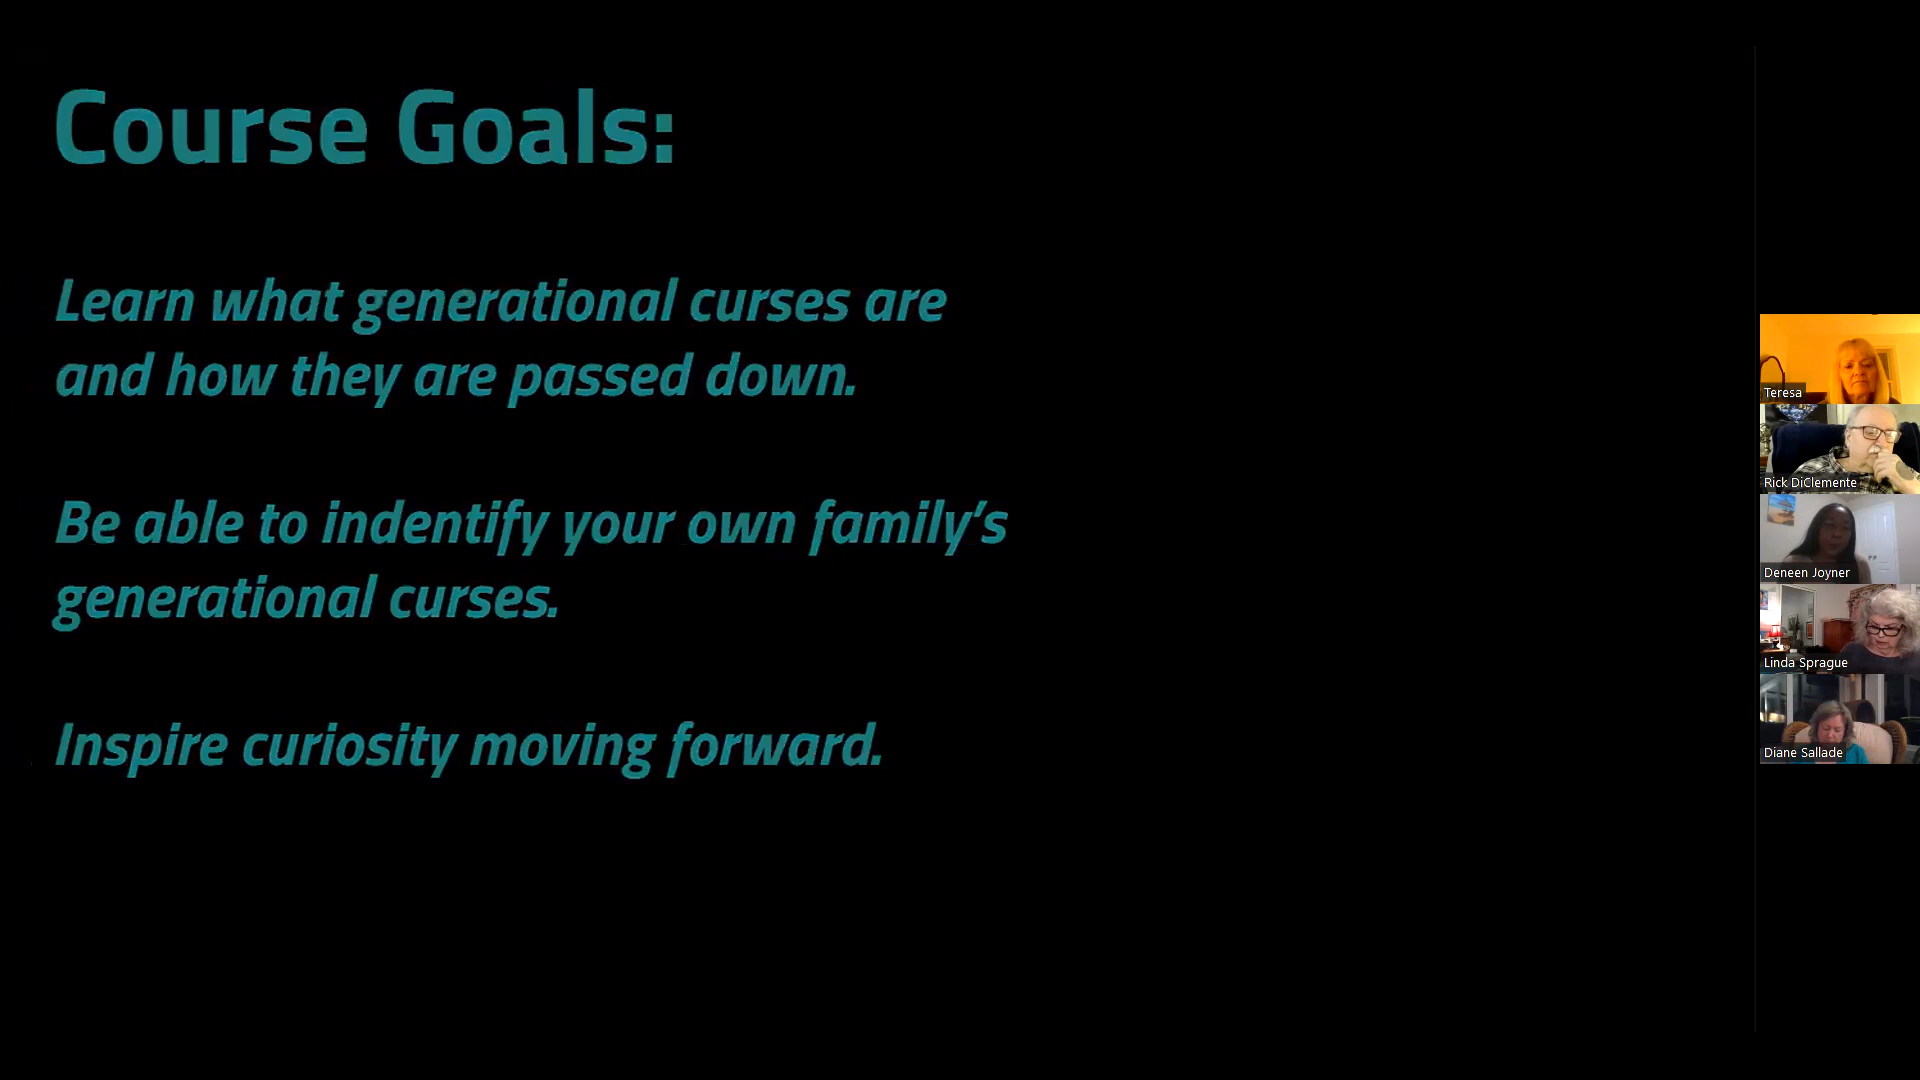 Course Goals:
Learn what generational curses are
and how they are passed down.
Be able to indentify your own family’s
generational curses.
Inspire curiosity moving forward.
Teresa
Rick DiClemente
Deneen Joyner
Linda Sprague
Diane Sallade